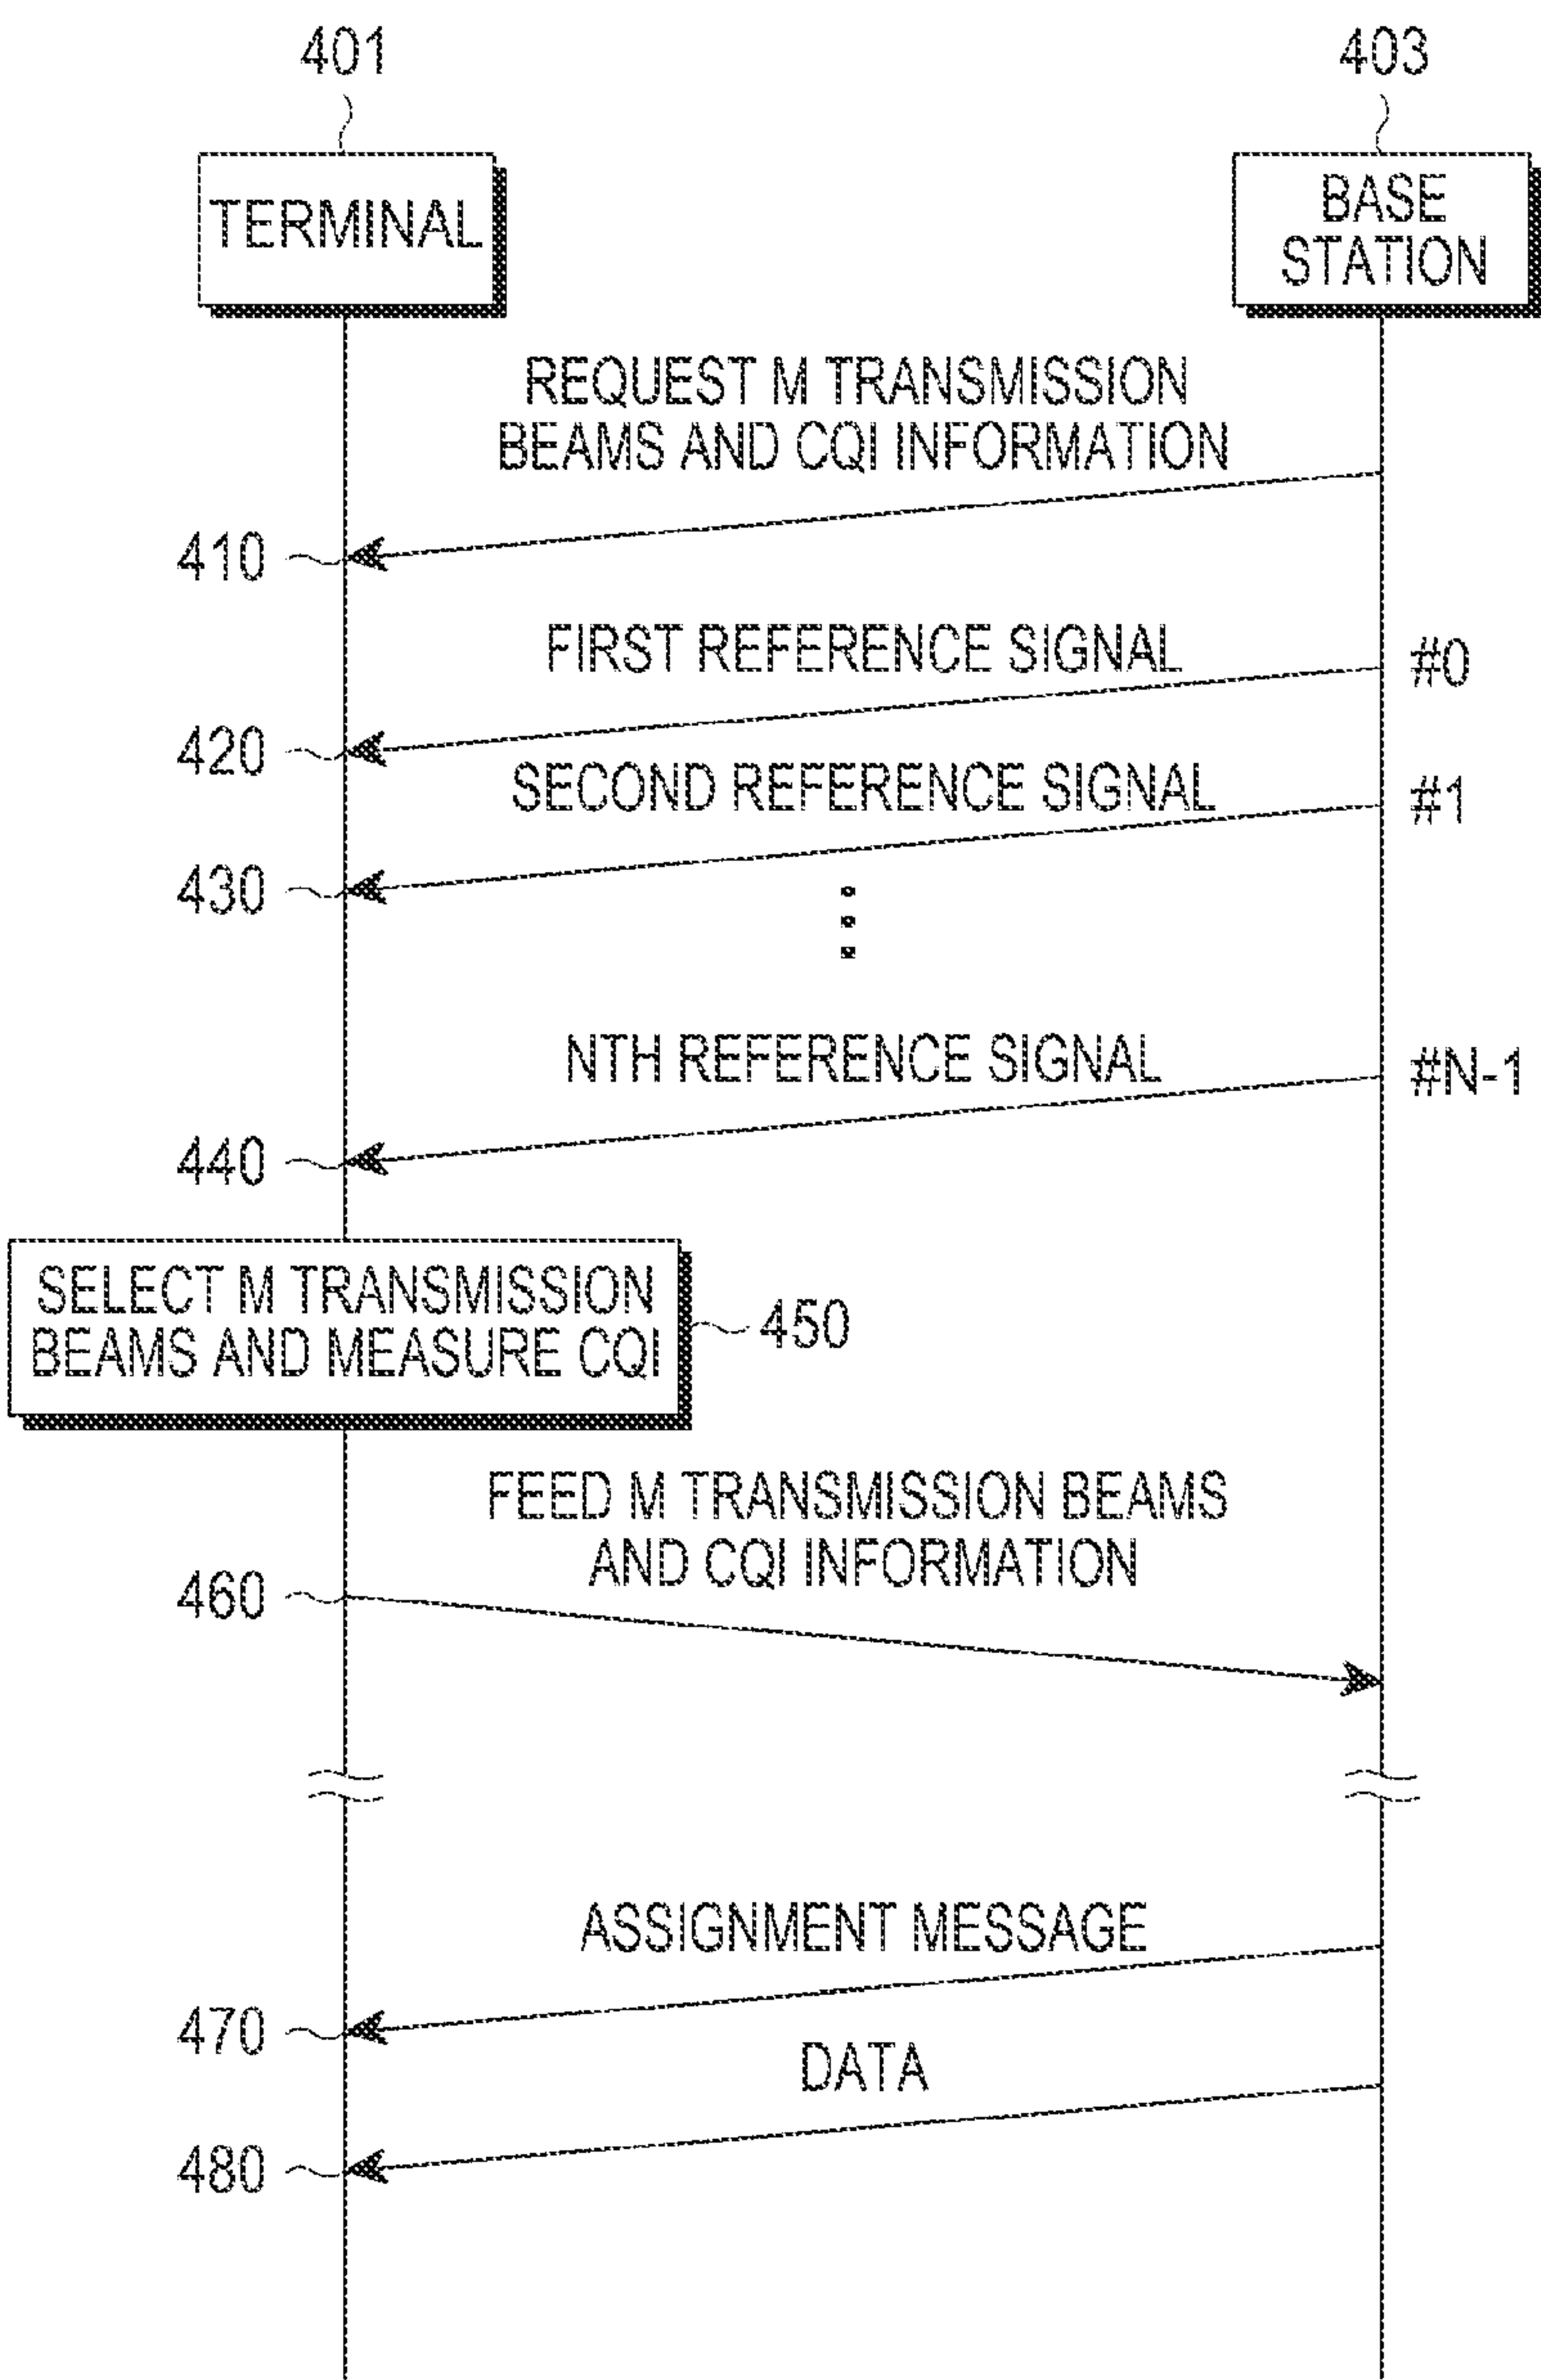 401
403
TERMINAL
BASE
STATION
REQUEST M TRANSMISSION
BEAMS AND CQI INFORMATION
410
FIRST REFERENCE SIGNAL
#0
420
SECOND REFERENCE SIGNAL
#1
430
NTH REFERENCE SIGNAL
#N-1
440
SELECT M TRANSMISSION
BEAMS AND MEASURE CQI
450
FEED M TRANSMISSION BEAMS
AND CQI INFORMATION
460
ASSIGNMENT MESSAGE
470
DATA
480